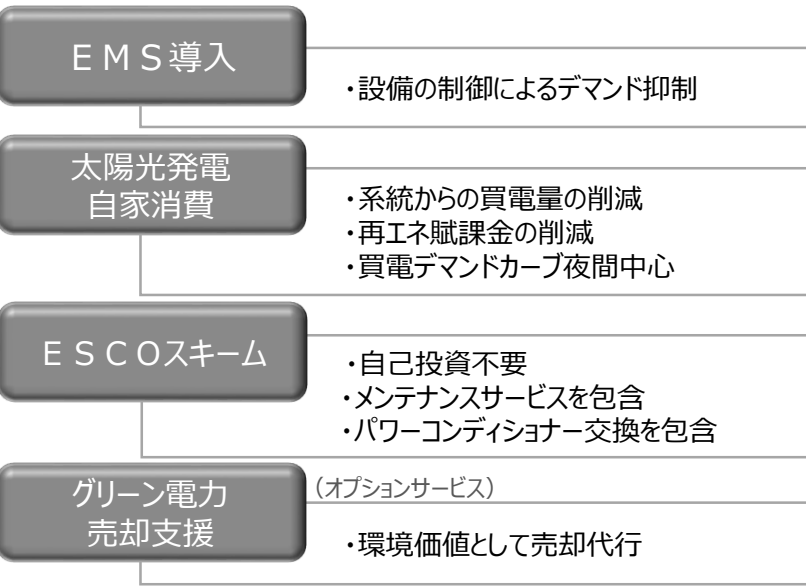 ＥＭＳ導入
・設備の制御によるデマンド抑制
太陽光発電
自家消費
・系統からの買電量の削減
・再エネ賦課金の削減
・買電デマンドカーブ夜間中心
ＥＳＣＯスキーム
・自己投資不要
・メンテナンスサービスを包含
・パワーコンディショナー交換を包含
グリーン電力
売却支援
（オプションサービス）
・環境価値として売却代行